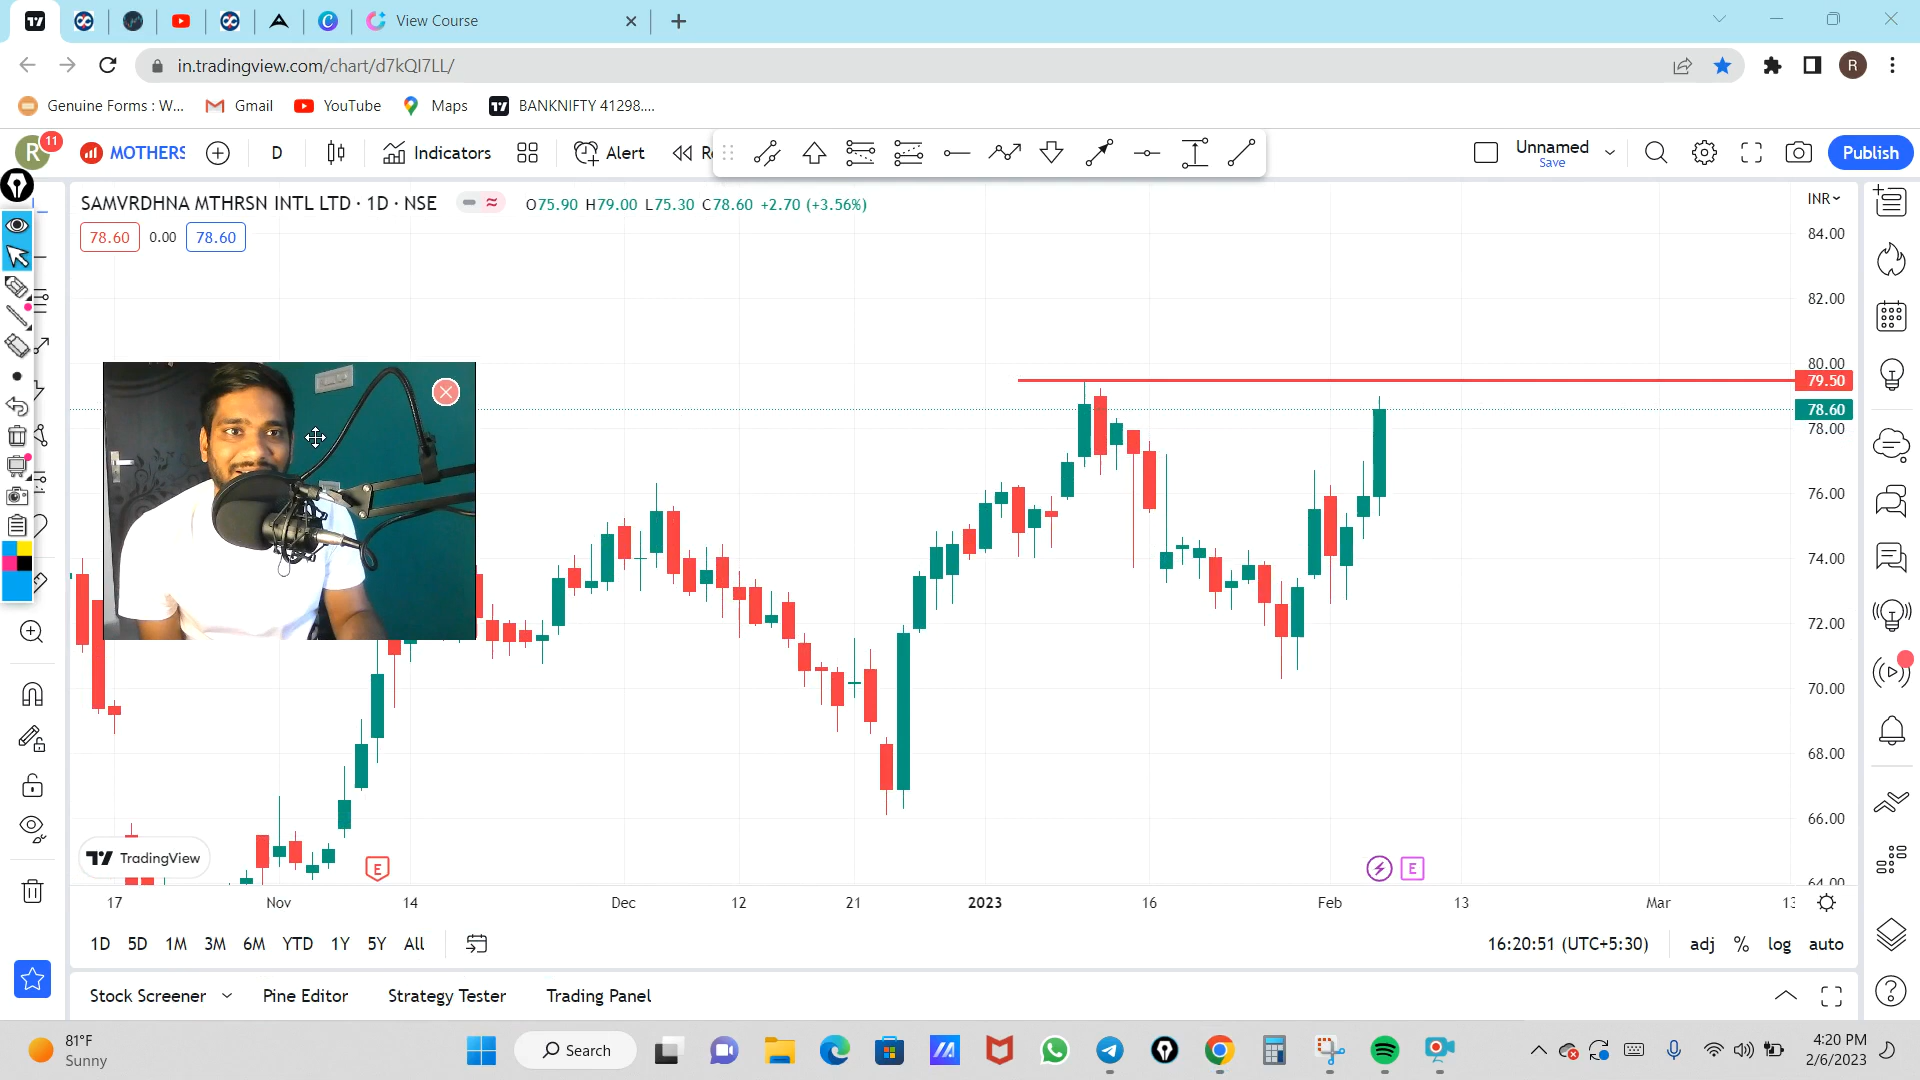 View Course
in.tradingview.com/chart/d7kQI7LL/
R
Genuine Forms : W...
Gmail
YouTube
Maps
BANKNIFTY 41298....
R
11
MOTHERS
D
Indicators
Alert
R
Unnamed
Save
Publish
SAMVRDHNA MTHRSN INTL LTD · 1D · NSE
O75.90 H79.00 L75.30 C78.60 +2.70 (+3.56%)
INR
78.60
0.00
78.60
84.00
82.00
80.00
79.50
78.60
78.00
76.00
74.00
72.00
70.00
68.00
66.00
64.00
TradingView
E
E
17
Nov
14
Dec
12
21
2023
16
Feb
13
Mar
13
1D
5D
1M
3M
6M
YTD
1Y
5Y
All
16:20:51 (UTC+5:30)
adj
%
log
auto
Stock Screener
Pine Editor
Strategy Tester
Trading Panel
81°F
Sunny
Search
4:20 PM
2/6/2023